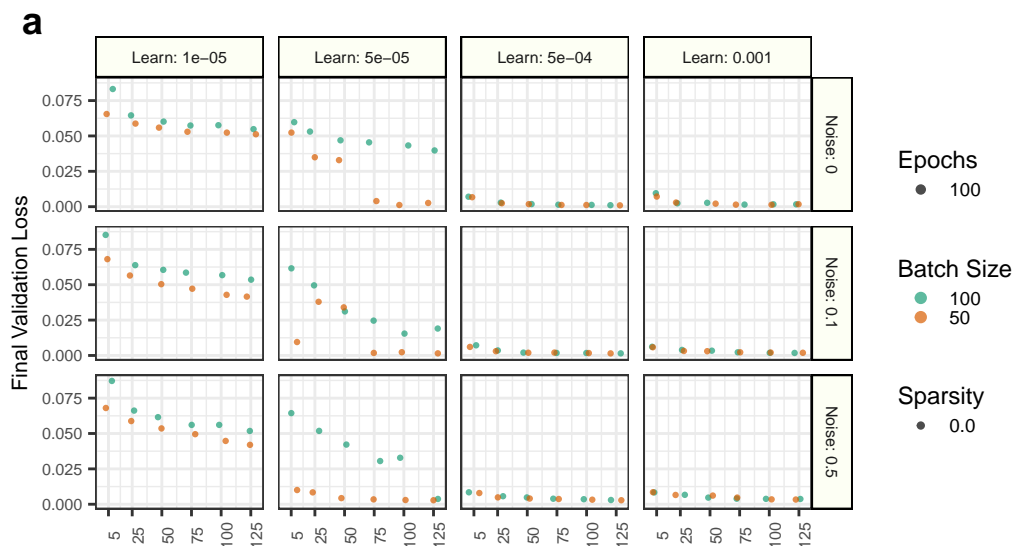 a
Learn: 1e−05 Learn: 5e−05 Learn: 5e−04 Learn: 0.001
Final Validation Loss
0.075
0.050
0.025
0.000
Noise: 0
0.075
0.050
0.025
0.000
Noise: 0.1
0.075
0.050
0.025
0.000
Noise: 0.5
5 25 50 75 100 125 5 25 50 75 100 125 5 25 50 75 100 125 5 25 50 75 100 125
Epochs
100
Batch Size
100
50
Sparsity
0.0